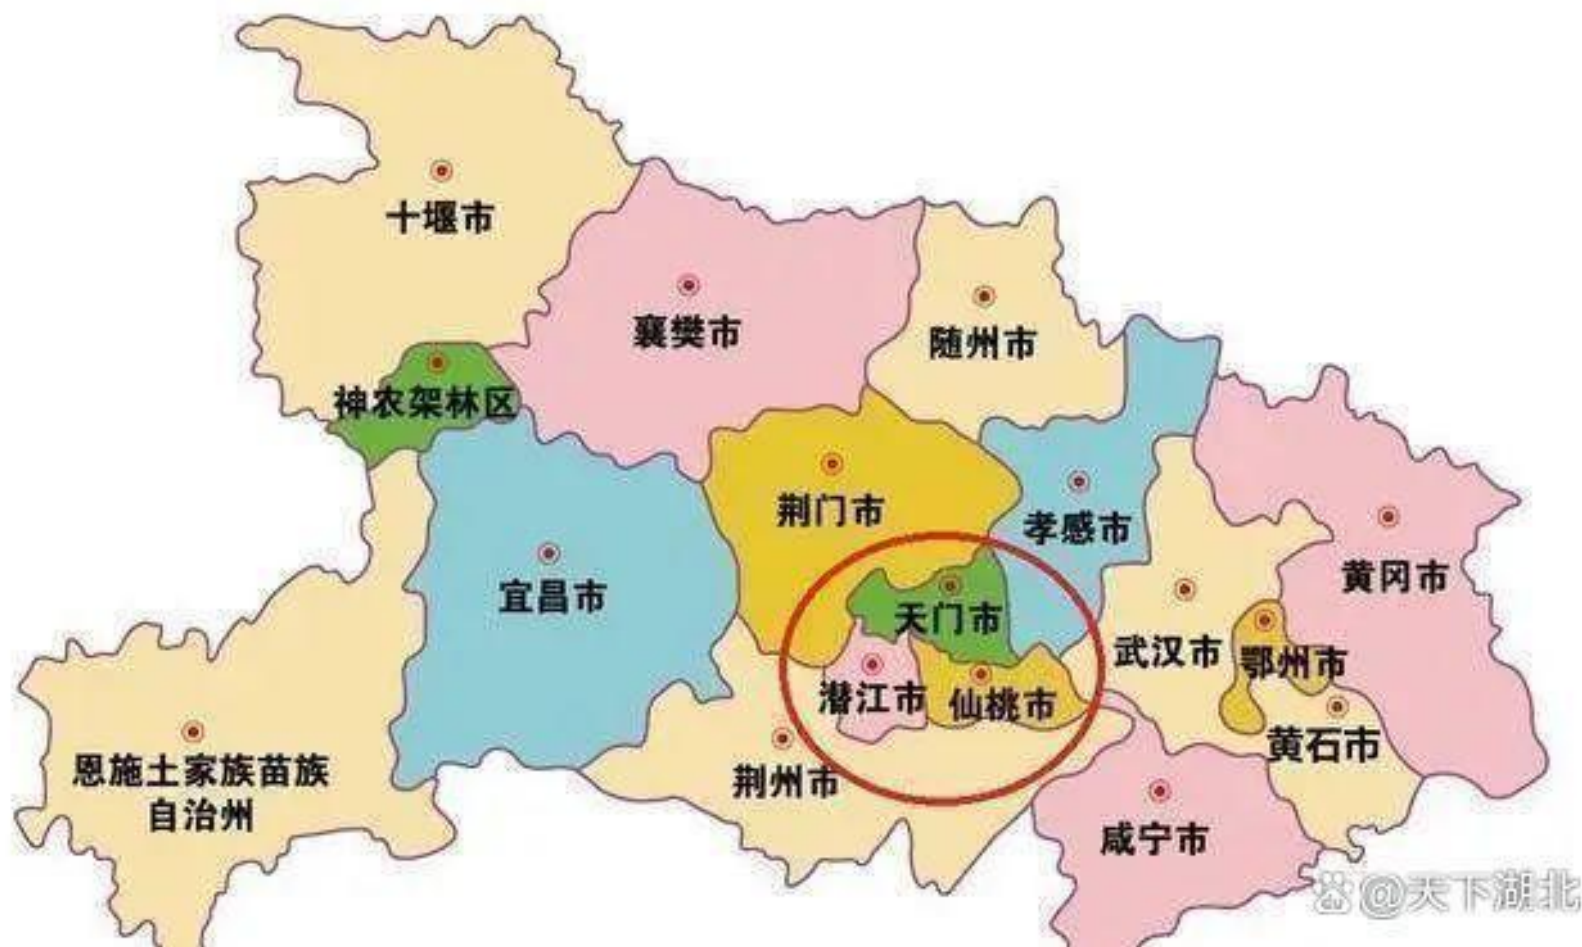 十堰市
襄樊市
随州市
神农架林区
荆门市
孝感市
黄冈市
宜昌市
天门市
武汉市
鄂州市
潜江市
仙桃市
黄石市
恩施土家族苗族
自治州
荆州市
咸宁市
@天下湖北